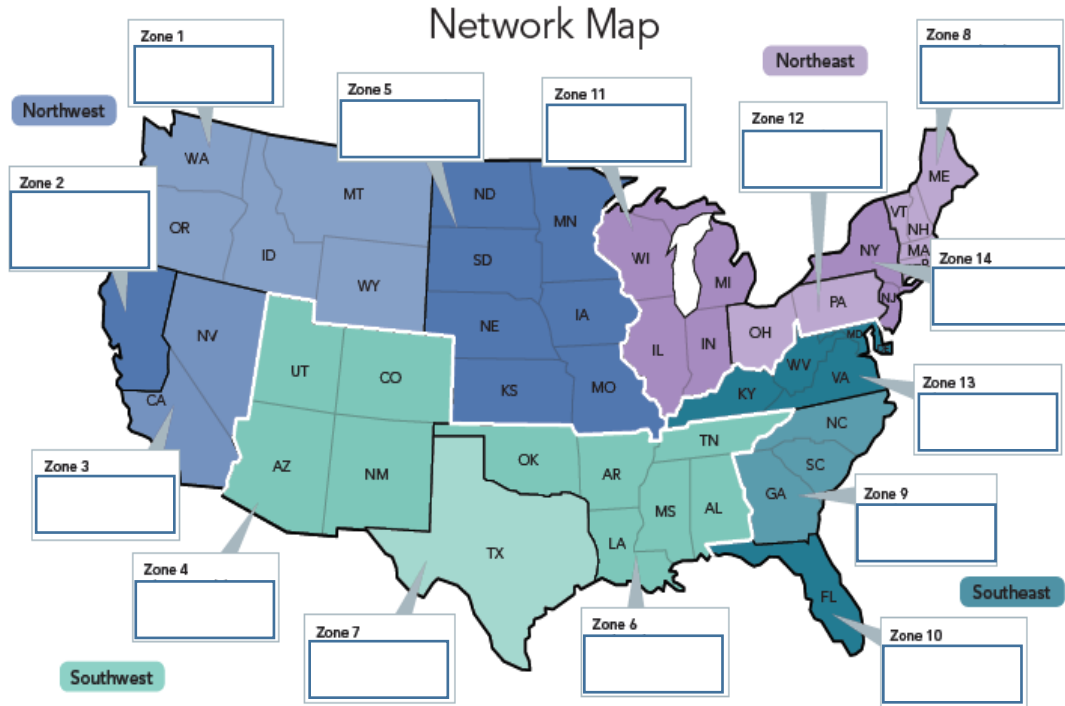 Network Map
Zone 1
Zone 8
Northeast
Zone 5
Zone 11
Northwest
Zone 12
WA
ME
Zone 2
MT
ND
MN
VT
NH
OR
MA
NY
ID
SD
WI
Zone 14
WY
MI
NJ
PA
NE
IA
NV
OH
MD
IL
IN
UT
CO
WV
VA
Zone 13
KS
MO
KY
CA
NC
TN
Zone 3
AZ
OK
SC
NM
AR
Zone 9
GA
MS
AL
LA
TX
Zone 4
FL
Southeast
Zone 7
Zone 6
Zone 10
Southwest